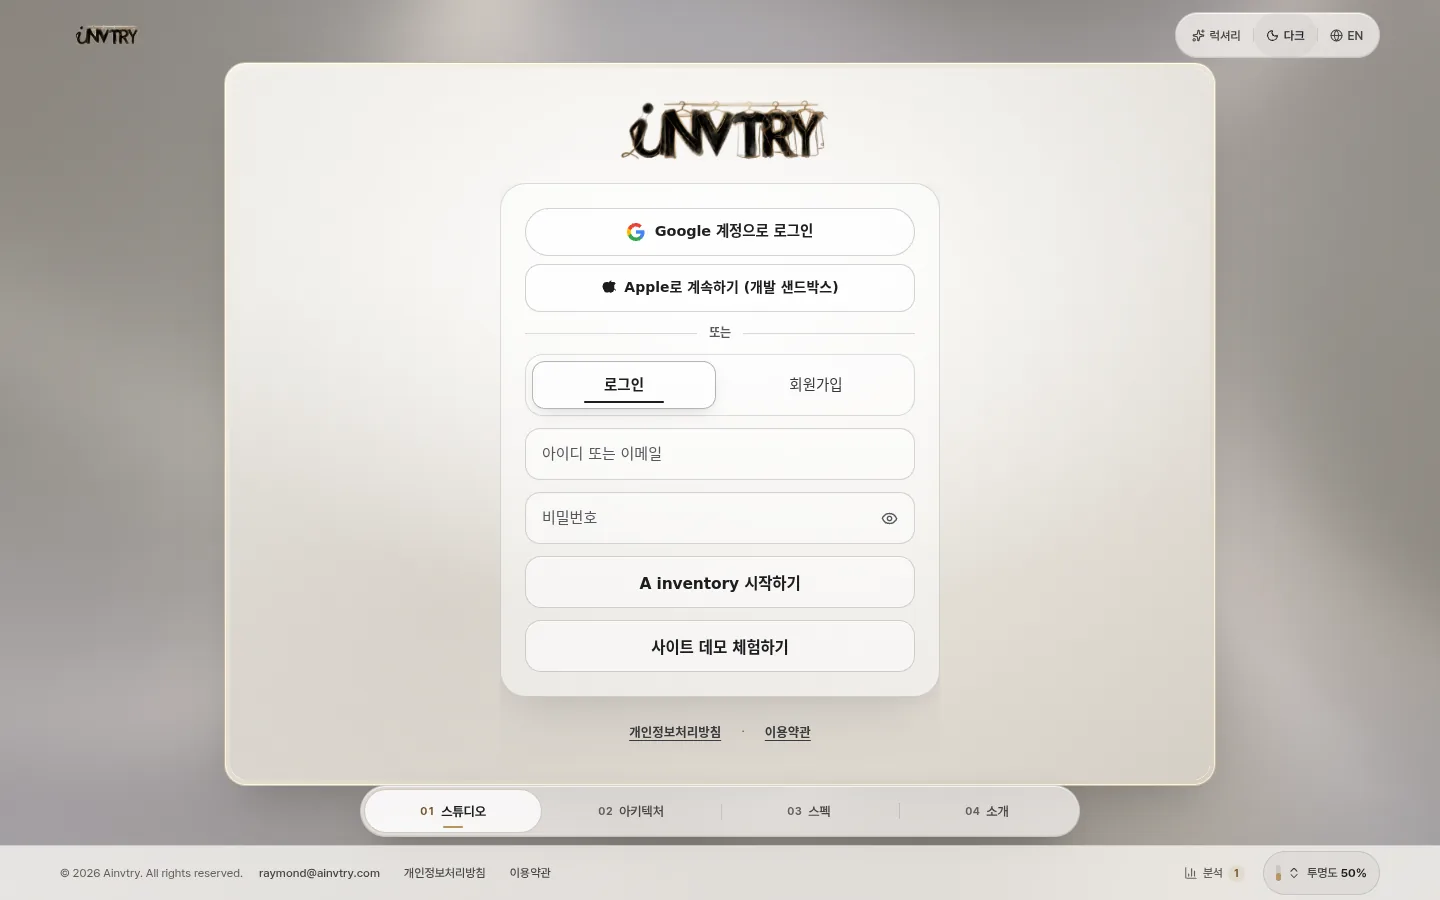 iNVTRY
럭셔리 다크 EN
iNVTRY
Google 계정으로 로그인
Apple로 계속하기 (개발 샌드박스)
또는
로그인 회원가입
아이디 또는 이메일
비밀번호
A inventory 시작하기
사이트 데모 체험하기
개인정보처리방침 · 이용약관
01 스튜디오 02 아키텍처 03 스펙 04 소개
© 2026 Ainvtry. All rights reserved. raymond@ainvtry.com 개인정보처리방침 이용약관 분석 1 투명도 50%